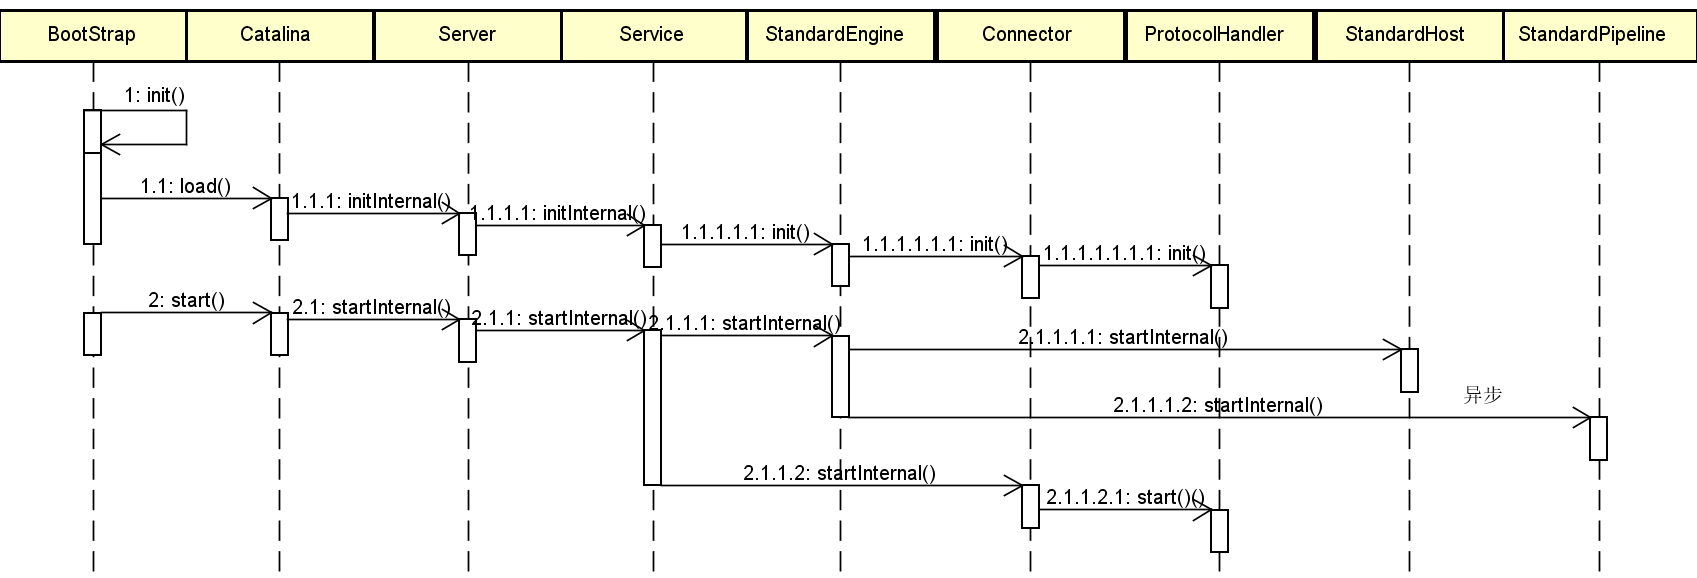 BootStrap
Catalina
Server
Service
StandardEngine
Connector
ProtocolHandler
StandardHost
StandardPipeline
1: init()
1.1: load()
1.1.1: initInternal()
1.1.1.1: initInternal()
1.1.1.1.1: init()
1.1.1.1.1.1: init()
1.1.1.1.1.1.1: init()
2: start()
2.1: startInternal()
2.1.1: startInternal()
2.1.1.1: startInternal()
2.1.1.1.1: startInternal()
异步
2.1.1.1.2: startInternal()
2.1.1.2: startInternal()
2.1.1.2.1: start()()